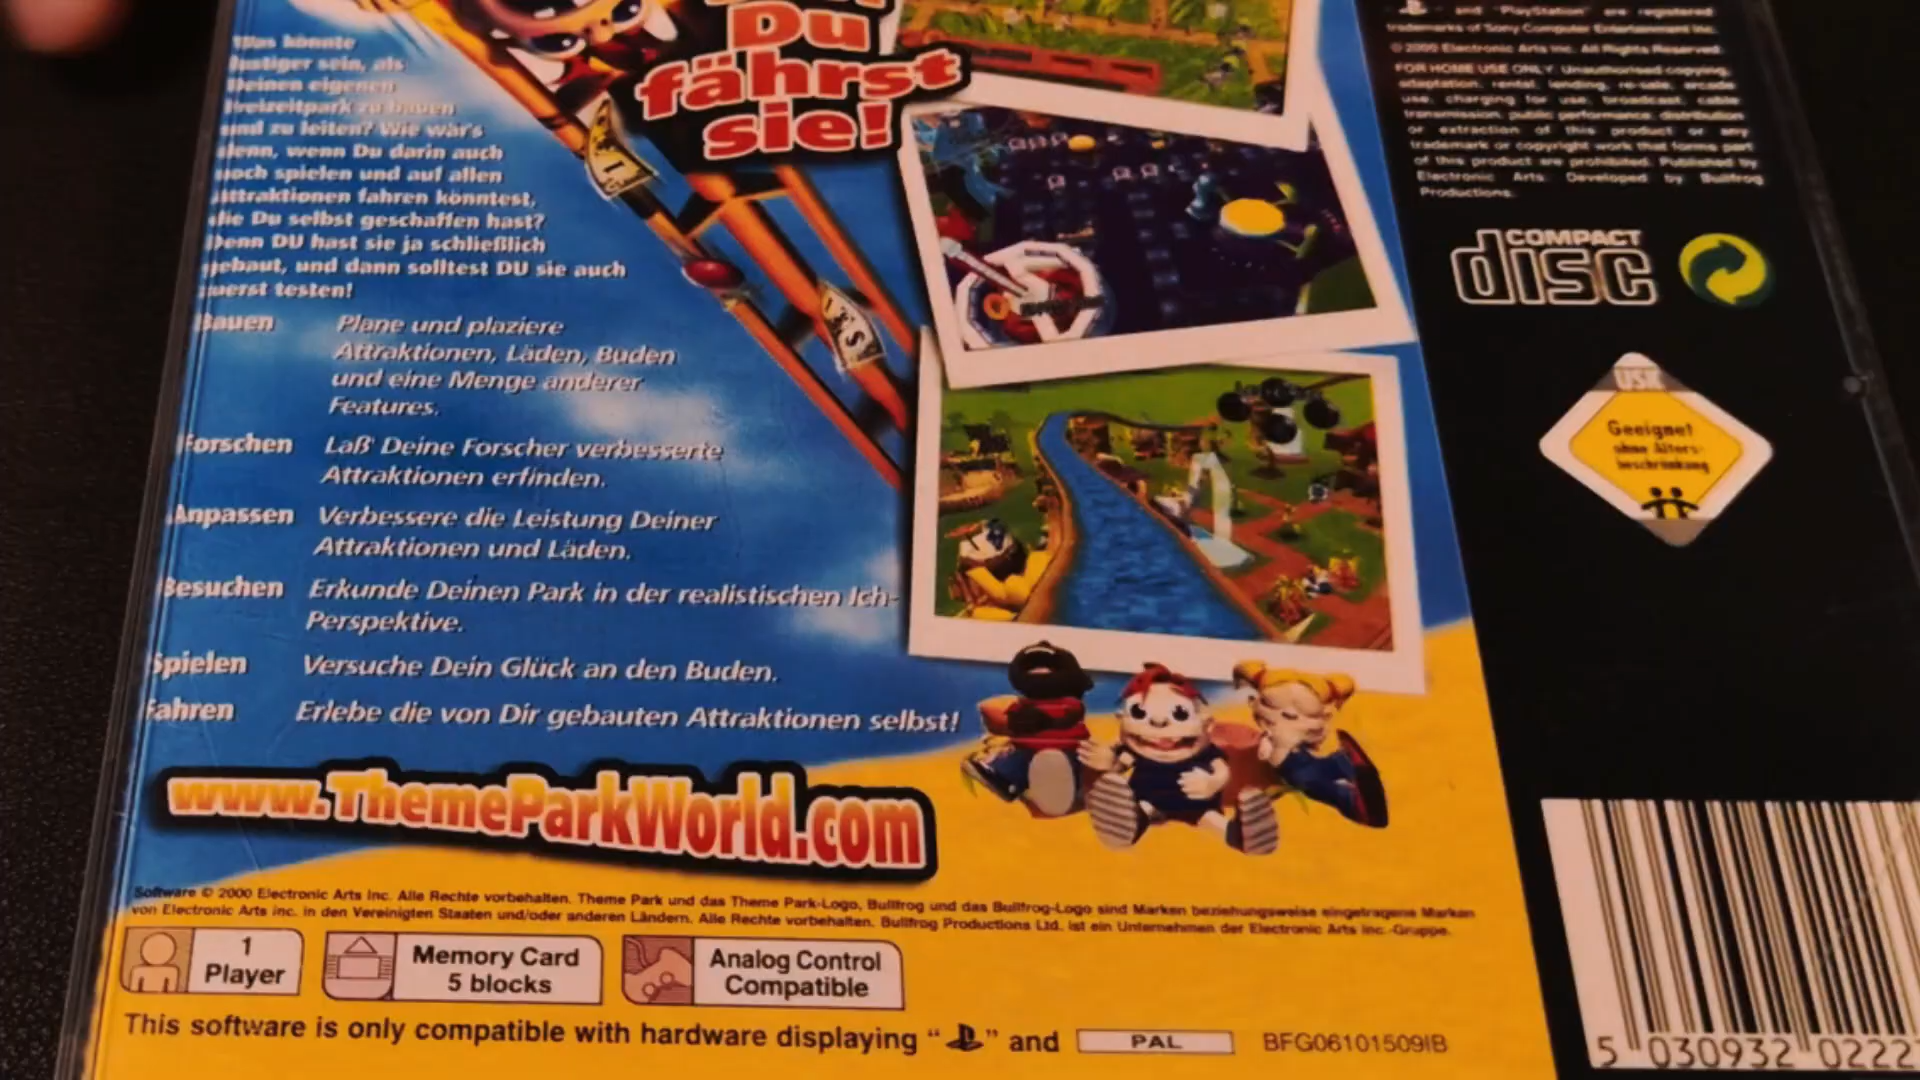 Du
fährst
sie!
Was könnte
lustiger sein, als
Deinen eigenen
Freizeitpark zu bauen
und zu leiten? Wie wär's
denn, wenn Du darin auch
noch spielen und auf allen
Attraktionen fahren könntest,
die Du selbst geschaffen hast?
Denn DU hast sie ja schließlich
gebaut, und dann solltest DU sie auch
zuerst testen!
Bauen Plane und plaziere
Attraktionen, Läden, Buden
und eine Menge anderer
Features.
Forschen Laß' Deine Forscher verbesserte
Attraktionen erfinden.
Anpassen Verbessere die Leistung Deiner
Attraktionen und Läden.
Besuchen Erkunde Deinen Park in der realistischen Ich-
Perspektive.
Spielen Versuche Dein Glück an den Buden.
Fahren Erlebe die von Dir gebauten Attraktionen selbst!
www.ThemeParkWorld.com
Software © 2000 Electronic Arts Inc. Alle Rechte vorbehalten. Theme Park und das Theme Park-Logo, Bullfrog und das Bullfrog-Logo sind Marken beziehungsweise eingetragene Marken
von Electronic Arts Inc. in den Vereinigten Staaten und/oder anderen Ländern. Alle Rechte vorbehalten. Bullfrog Productions Ltd. ist ein Unternehmen der Electronic Arts Inc.-Gruppe.
1
Player
Memory Card
5 blocks
Analog Control
Compatible
This software is only compatible with hardware displaying " " and PAL BFG06101509IB
and "PlayStation" are registered
trademarks of Sony Computer Entertainment Inc.
© 2000 Electronic Arts Inc. All Rights Reserved.
FOR HOME USE ONLY. Unauthorised copying,
adaptation, rental, lending, re-sale, arcade
use, charging for use, broadcast, cable
transmission, public performance, distribution
or extraction of this product or any
trademark or copyright work that forms part
of this product are prohibited. Published by
Electronic Arts. Developed by Bullfrog
Productions.
COMPACT
disc
USK
Geeignet
ohne Alters-
beschränkung
5 030932 0222